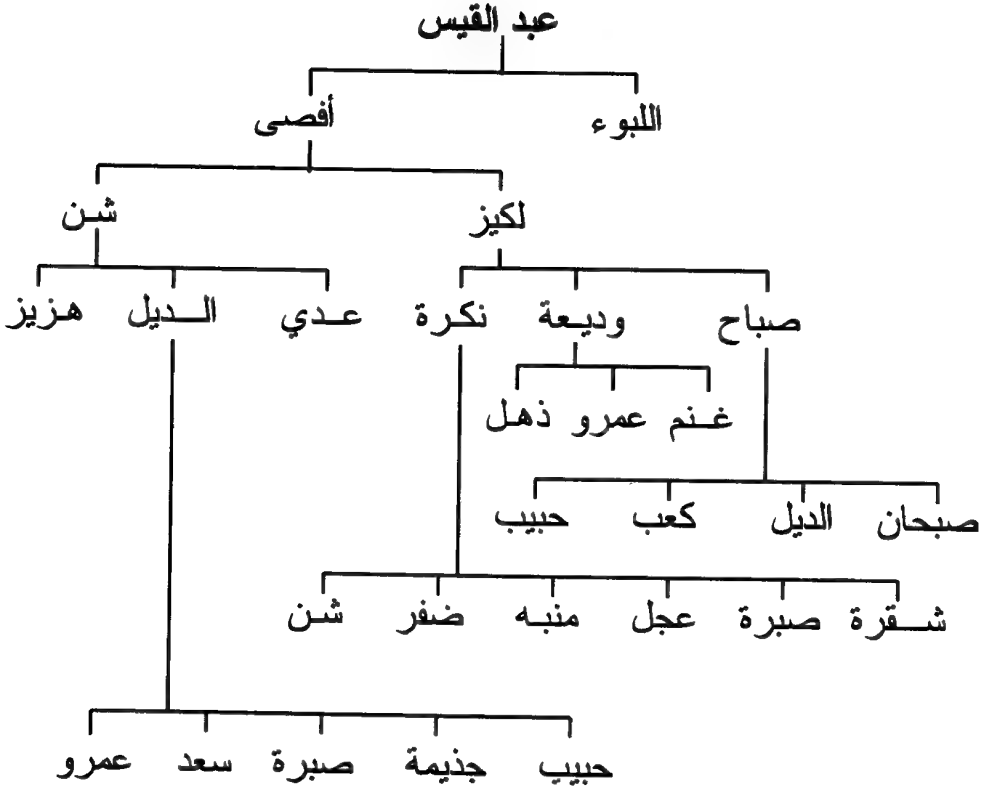 عبد القيس
اللبوء أفصى
لكيز شن
صباح وديعة نكرة عدي الديل هزيز
غنم عمرو ذهل
صبحان الديل كعب حبيب
شقرة صبرة عجل منبه ضفر شن
حبيب جذيمة صبرة سعد عمرو